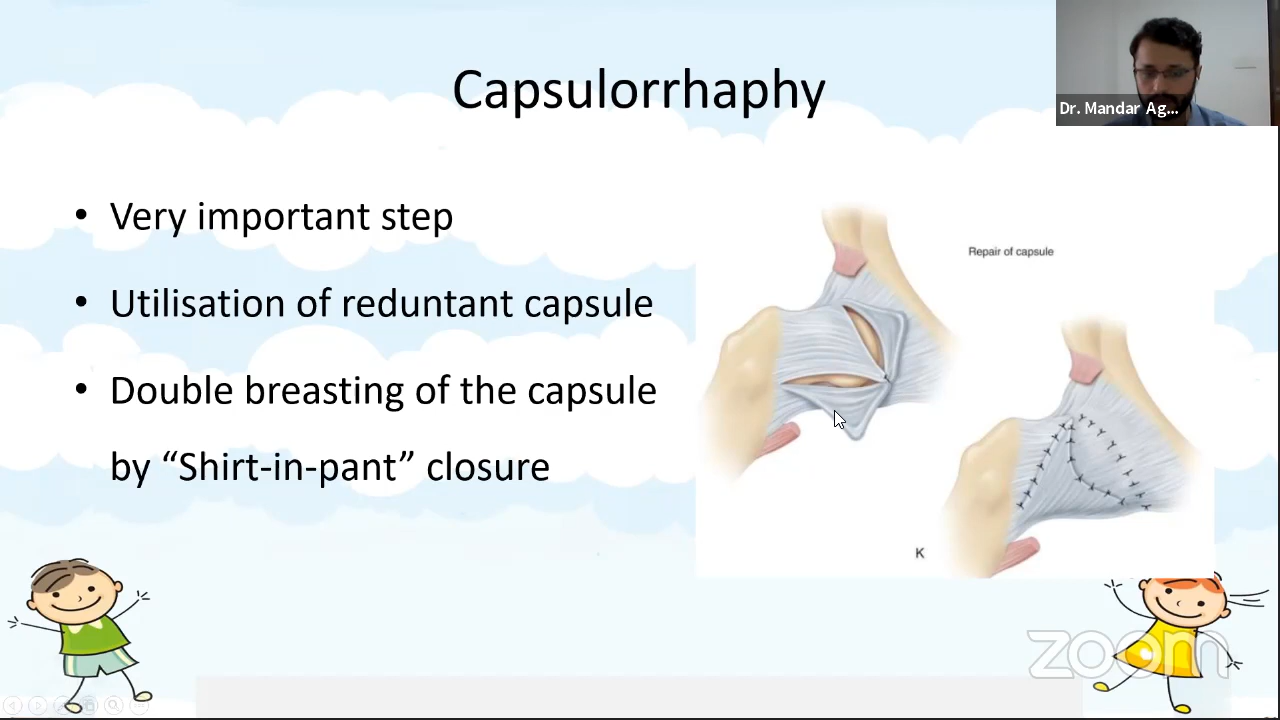 Capsulorrhaphy
Dr. Mandar Ag...
• Very important step
• Utilisation of reduntant capsule
• Double breasting of the capsule
by “Shirt-in-pant” closure
Repair of capsule
K
zoom